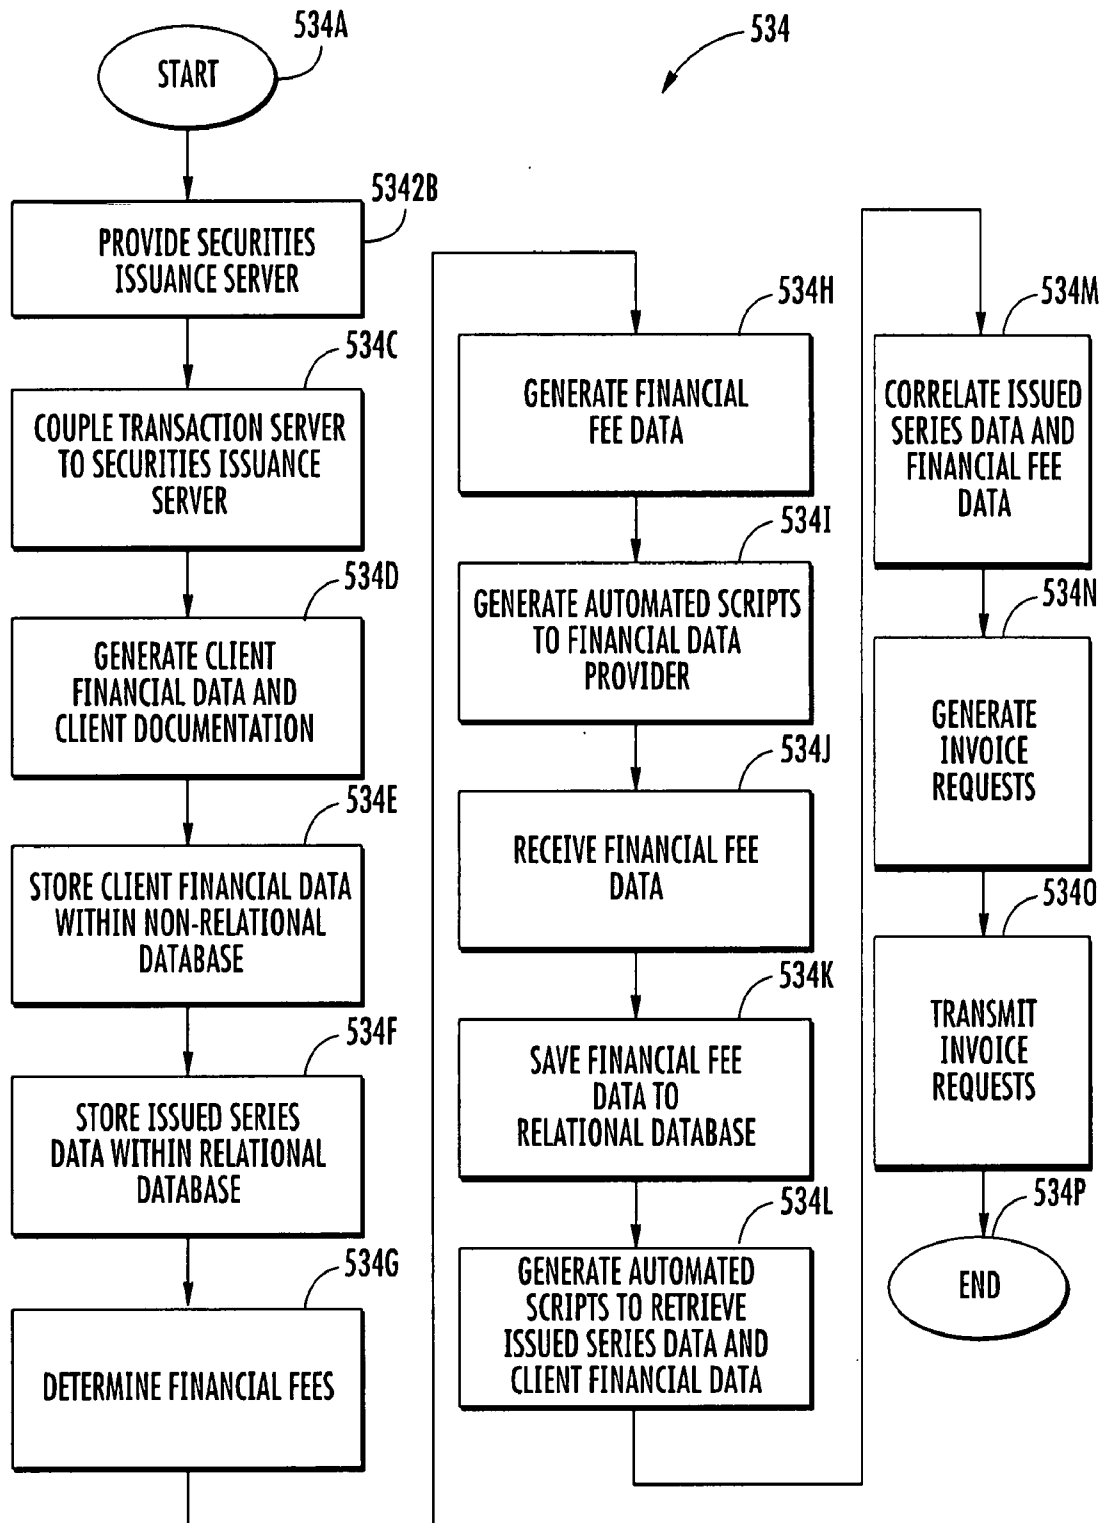 534A
START
534
5342B
PROVIDE SECURITIES
ISSUANCE SERVER
534C
COUPLE TRANSACTION SERVER
TO SECURITIES ISSUANCE
SERVER
534D
GENERATE CLIENT
FINANCIAL DATA AND
CLIENT DOCUMENTATION
534E
STORE CLIENT FINANCIAL DATA
WITHIN NON-RELATIONAL
DATABASE
534F
STORE ISSUED SERIES
DATA WITHIN RELATIONAL
DATABASE
534G
DETERMINE FINANCIAL FEES
534H
GENERATE FINANCIAL
FEE DATA
534I
GENERATE AUTOMATED SCRIPTS
TO FINANCIAL DATA
PROVIDER
534J
RECEIVE FINANCIAL FEE
DATA
534K
SAVE FINANCIAL FEE
DATA TO
RELATIONAL DATABASE
534L
GENERATE AUTOMATED
SCRIPTS TO RETRIEVE
ISSUED SERIES DATA AND
CLIENT FINANCIAL DATA
534M
CORRELATE ISSUED
SERIES DATA AND
FINANCIAL FEE
DATA
534N
GENERATE
INVOICE
REQUESTS
534O
TRANSMIT
INVOICE
REQUESTS
534P
END